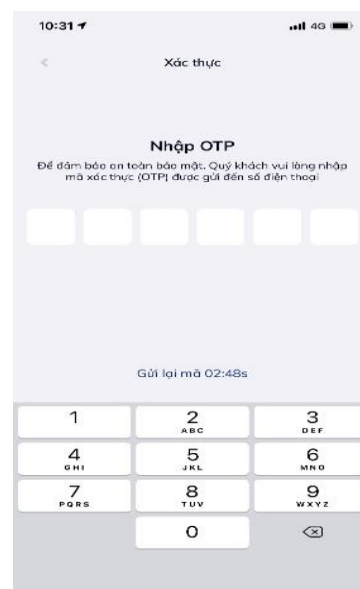 10:31 4G
Xác thực
Nhập OTP
Để đảm bảo an toàn bảo mật, Quý khách vui lòng nhập
mã xác thực (OTP) được gửi đến số điện thoại
Gửi lại mã 02:48s
1 2 3
ABC DEF
4 5 6
GHI JKL MNO
7 8 9
PQRS TUV WXYZ
0